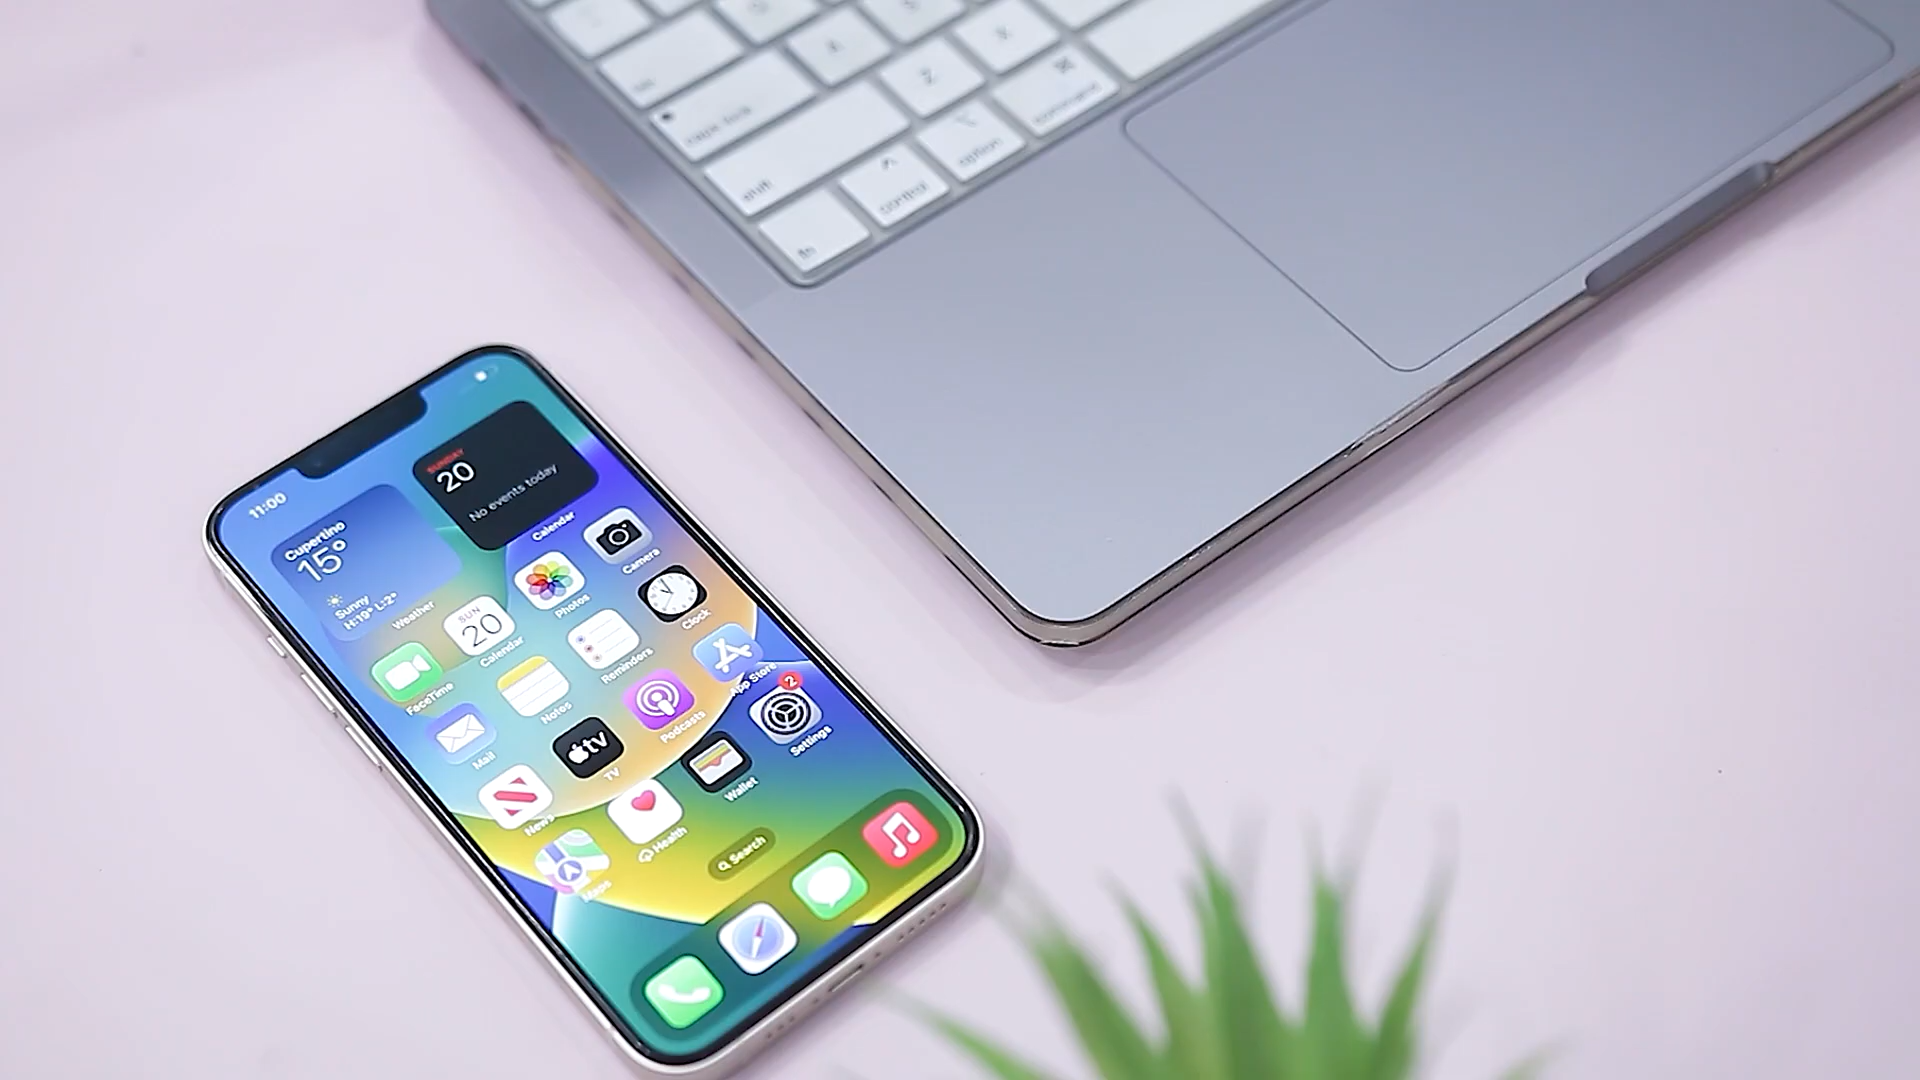 Z
X
caps lock
command
shift
control
option
fn
11:00
SUNDAY
20
No events today
Calendar
Cupertino
15°
Sunny
H:19° L:2°
Weather
Camera
Photos
Clock
SUN
20
Calendar
Reminders
App Store
FaceTime
Notes
Podcasts
2
Settings
Mail
tv
TV
Wallet
News
Health
Maps
Search